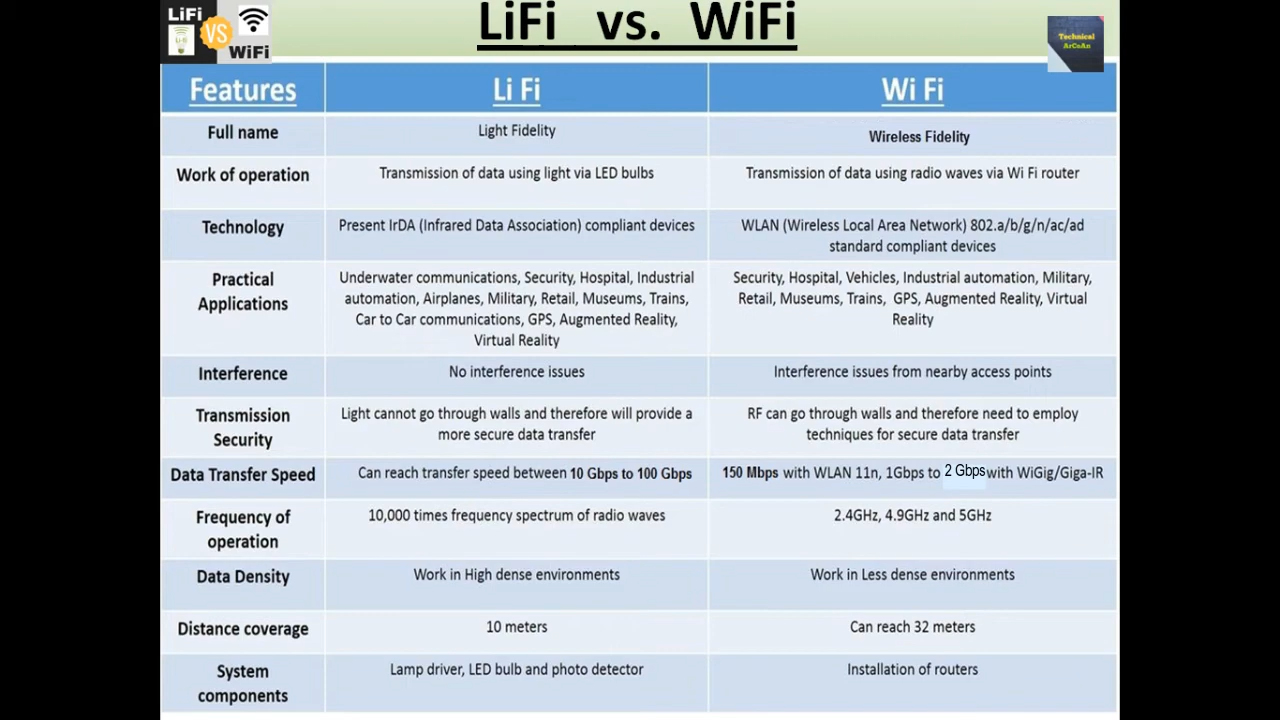 LiFi
VS
Li-Fi
WiFi
LiFi vs. WiFi
Technical
ArCeAn
Features
Li Fi
Wi Fi
Full name
Light Fidelity
Wireless Fidelity
Work of operation
Transmission of data using light via LED bulbs
Transmission of data using radio waves via Wi Fi router
Technology
Present IrDA (Infrared Data Association) compliant devices
WLAN (Wireless Local Area Network) 802.a/b/g/n/ac/ad
standard compliant devices
Practical
Applications
Underwater communications, Security, Hospital, Industrial
automation, Airplanes, Military, Retail, Museums, Trains,
Car to Car communications, GPS, Augmented Reality,
Virtual Reality
Security, Hospital, Vehicles, Industrial automation, Military,
Retail, Museums, Trains, GPS, Augmented Reality, Virtual
Reality
Interference
No interference issues
Interference issues from nearby access points
Transmission
Security
Light cannot go through walls and therefore will provide a
more secure data transfer
RF can go through walls and therefore need to employ
techniques for secure data transfer
Data Transfer Speed
Can reach transfer speed between 10 Gbps to 100 Gbps
150 Mbps with WLAN 11n, 1Gbps to 2 Gbps with WiGig/Giga-IR
Frequency of
operation
10,000 times frequency spectrum of radio waves
2.4GHz, 4.9GHz and 5GHz
Data Density
Work in High dense environments
Work in Less dense environments
Distance coverage
10 meters
Can reach 32 meters
System
components
Lamp driver, LED bulb and photo detector
Installation of routers